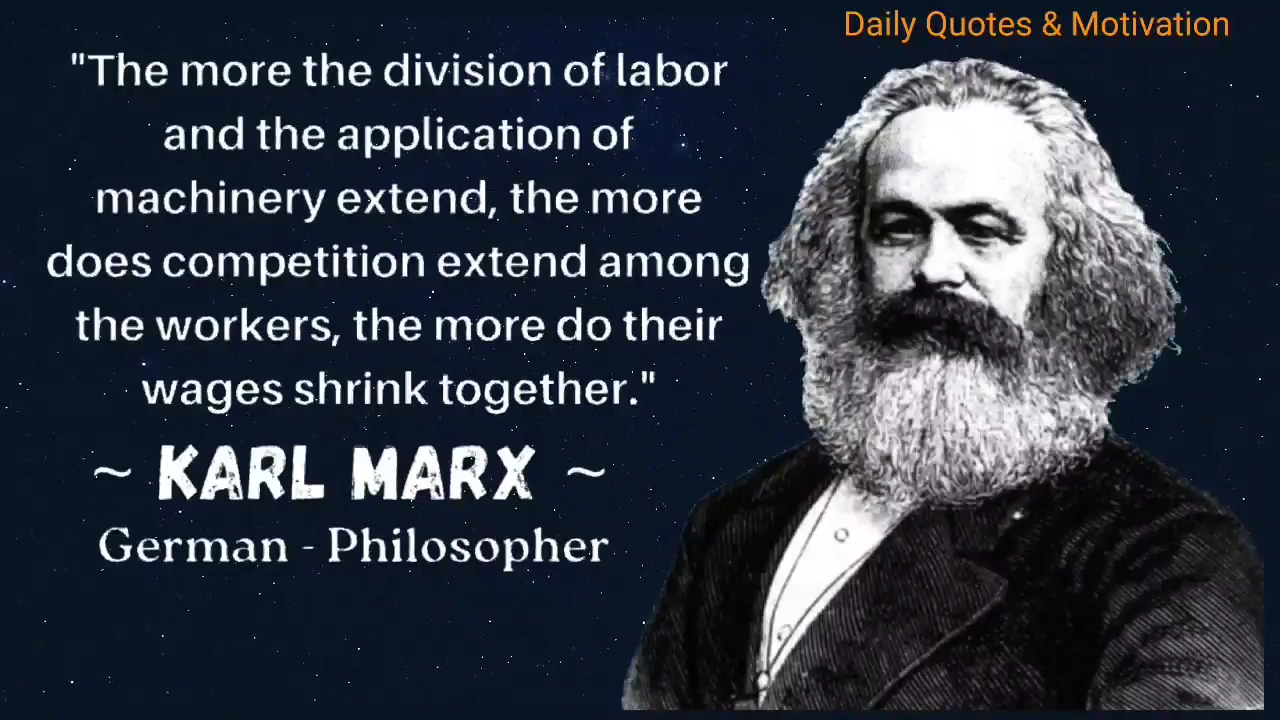 Daily Quotes & Motivation
"The more the division of labor
and the application of
machinery extend, the more
does competition extend among
the workers, the more do their
wages shrink together."
~ KARL MARX ~
German - Philosopher